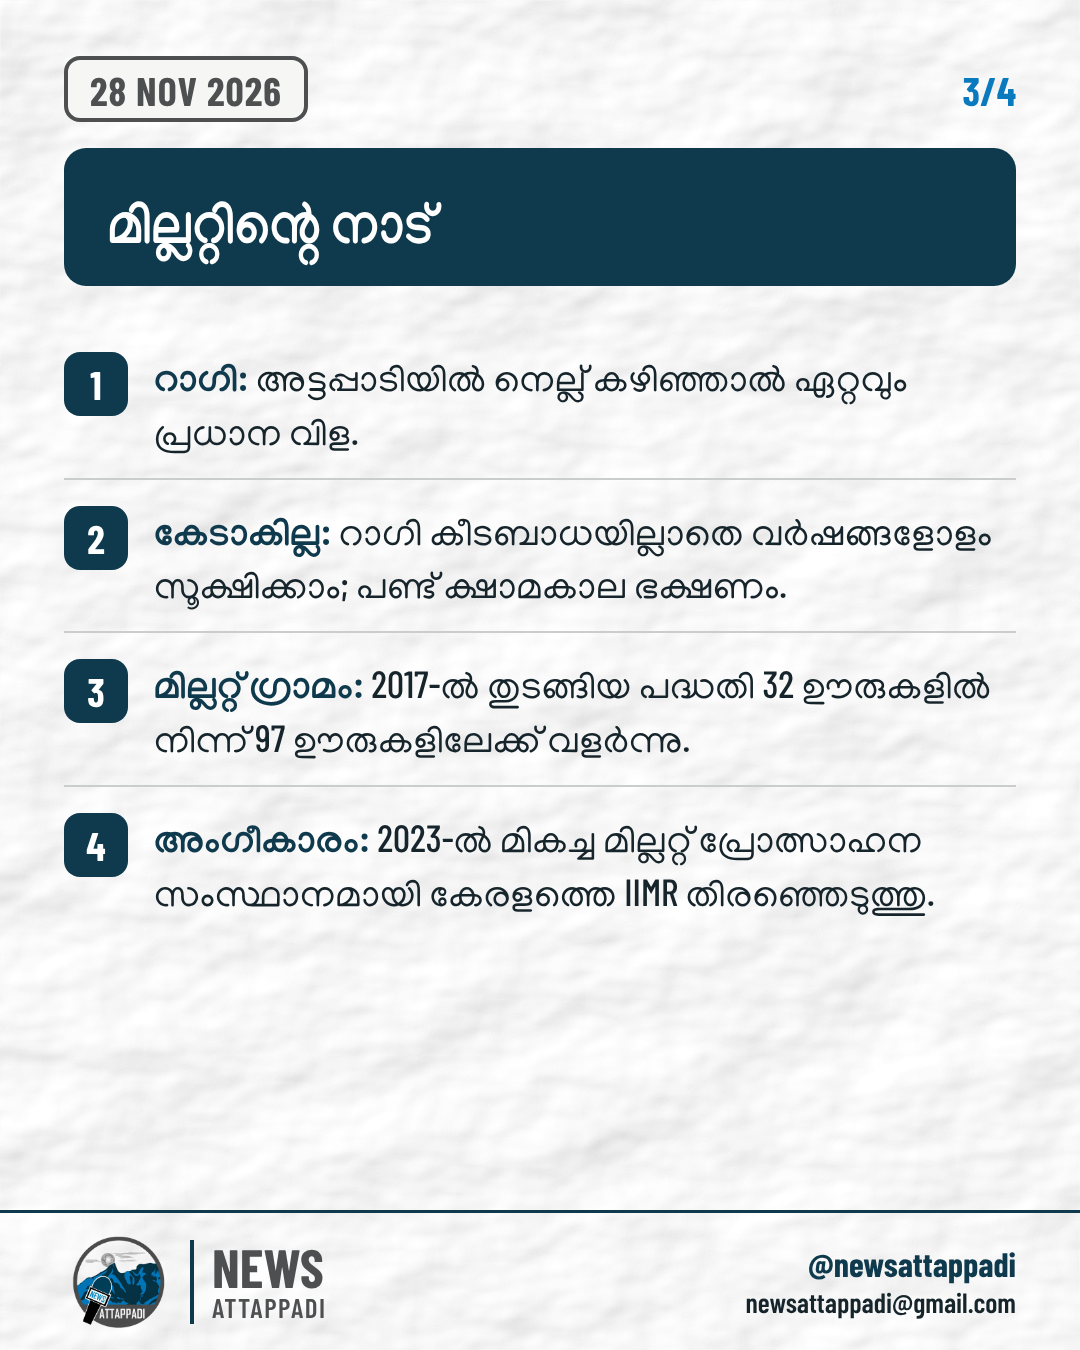 28 NOV 2026
3/4
മില്ലറ്റിന്റെ നാട്
1
റാഗി: അട്ടപ്പാടിയിൽ നെല്ല് കഴിഞ്ഞാൽ ഏറ്റവും
പ്രധാന വിള.
2
കേടാകില്ല: റാഗി കീടബാധയില്ലാതെ വർഷങ്ങളോളം
സൂക്ഷിക്കാം; പണ്ട് ക്ഷാമകാല ഭക്ഷണം.
3
മില്ലറ്റ് ഗ്രാമം: 2017-ൽ തുടങ്ങിയ പദ്ധതി 32 ഊരുകളിൽ
നിന്ന് 97 ഊരുകളിലേക്ക് വളർന്നു.
4
അംഗീകാരം: 2023-ൽ മികച്ച മില്ലറ്റ് പ്രോത്സാഹന
സംസ്ഥാനമായി കേരളത്തെ IIMR തിരഞ്ഞെടുത്തു.
NEWS
ATTAPPADI
NEWS
ATTAPPADI
@newsattappadi
newsattappadi@gmail.com